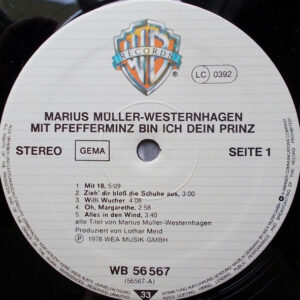 WB
RECORDS
LC 0392
MARIUS MÜLLER-WESTERNHAGEN
MIT PFEFFERMINZ BIN ICH DEIN PRINZ
STEREO
GEMA
SEITE 1
1. Mit 18, 5:09
2. Zieh' dir bloß die Schuhe aus, 3:00
3. Willi Wucher, 4:00
4. Oh, Margarethe, 2:58
5. Alles in den Wind, 3:40
alle Titel von Marius Müller-Westernhagen
Produziert von Lothar Meid
℗ 1978 WEA MUSIK GMBH
WB 56 567
(56567-A)
33